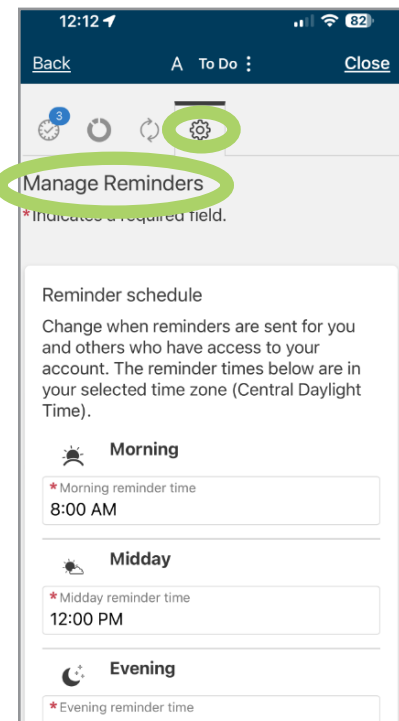 12:12 82
Back A To Do Close
3
Manage Reminders
*Indicates a required field.
Reminder schedule
Change when reminders are sent for you
and others who have access to your
account. The reminder times below are in
your selected time zone (Central Daylight
Time).
Morning
*Morning reminder time
8:00 AM
Midday
*Midday reminder time
12:00 PM
Evening
*Evening reminder time